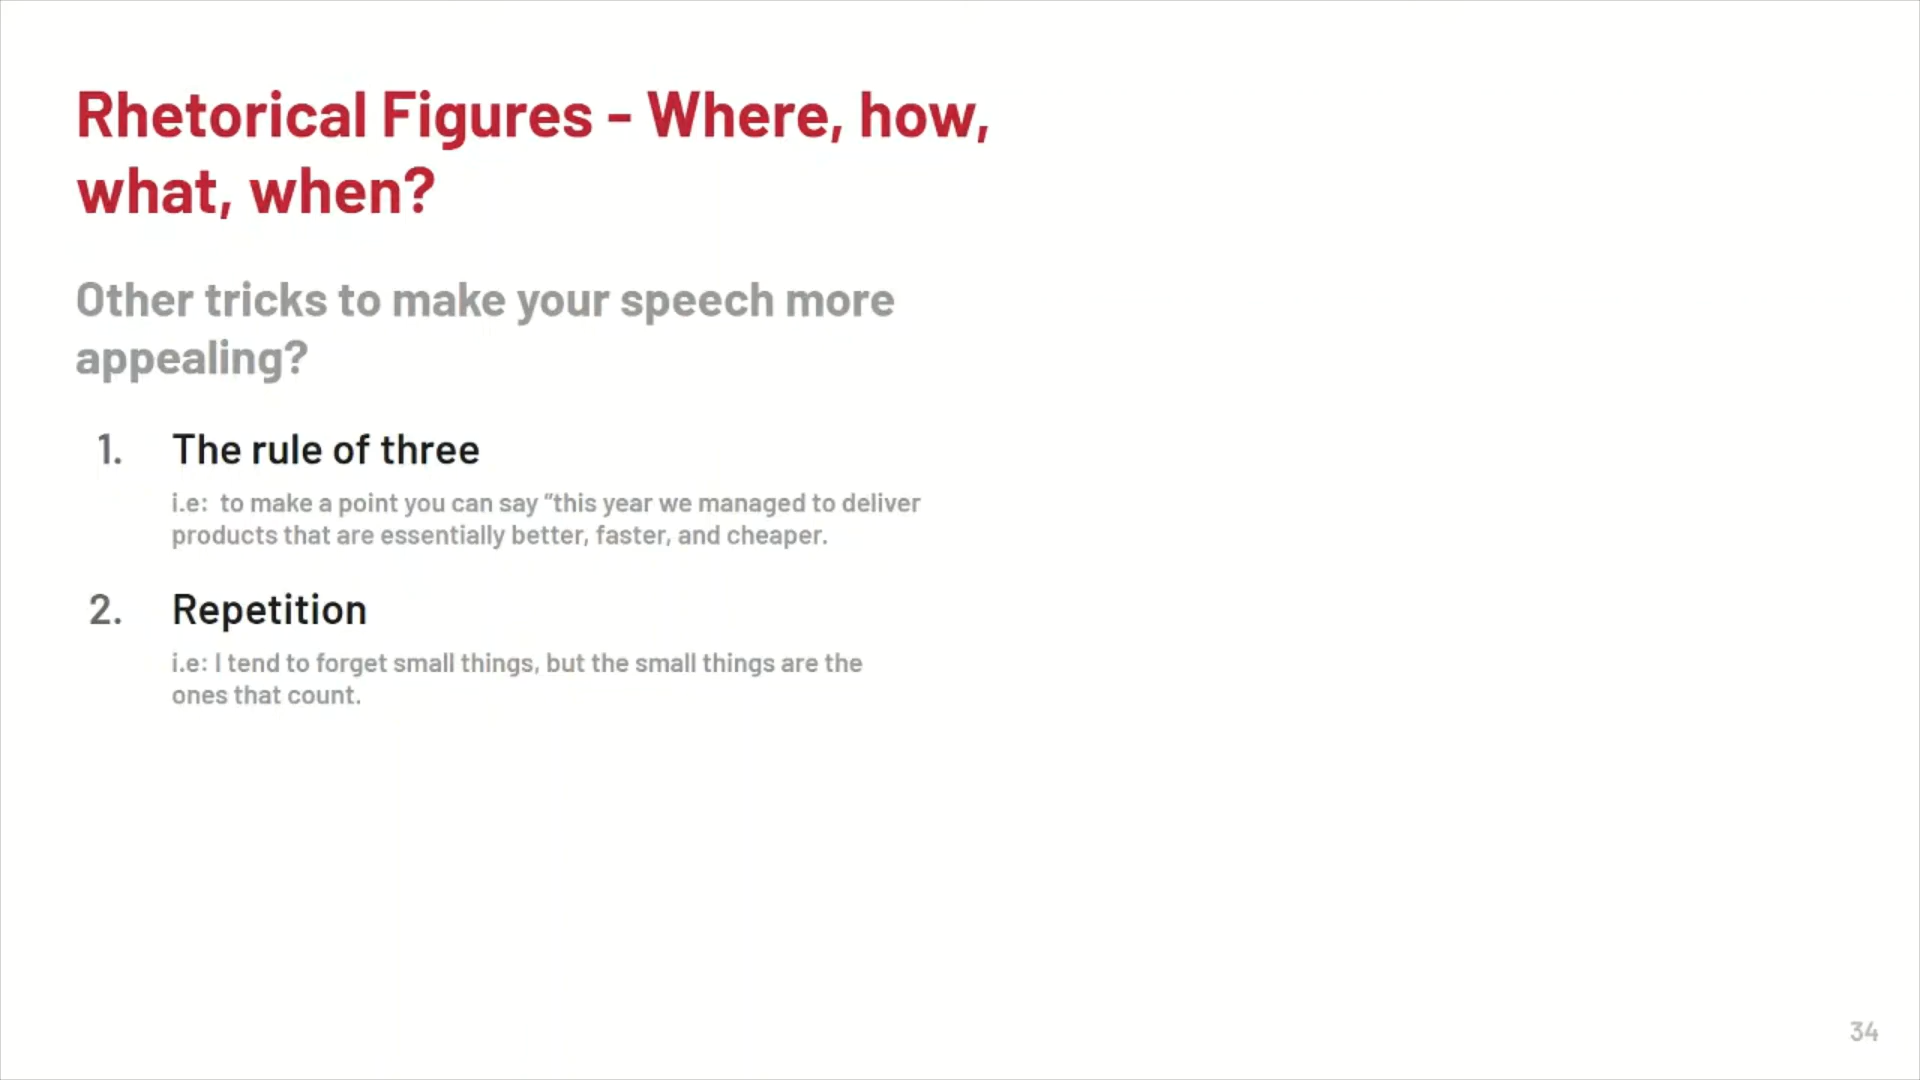 Rhetorical Figures - Where, how,
what, when?
Other tricks to make your speech more
appealing?
1. The rule of three
i.e: to make a point you can say “this year we managed to deliver
products that are essentially better, faster, and cheaper.
2. Repetition
i.e: I tend to forget small things, but the small things are the
ones that count.
34